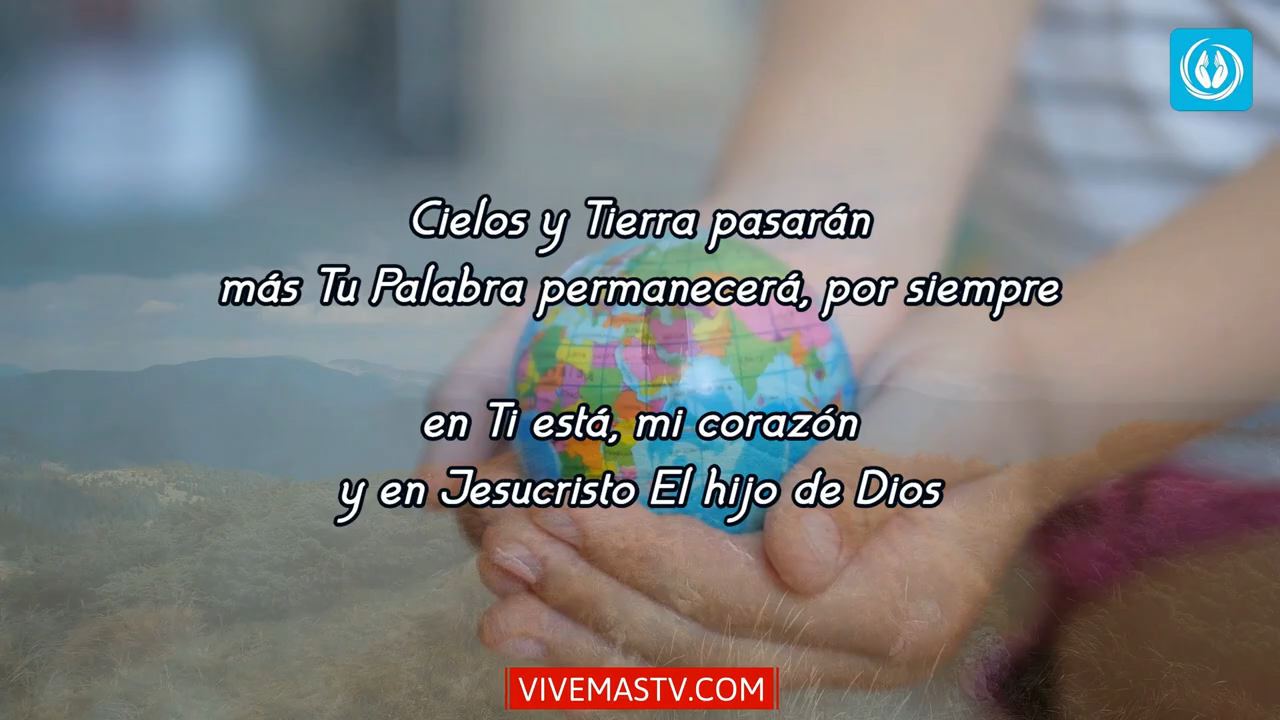 Cielos y Tierra pasarán
más Tu Palabra permanecerá, por siempre
en Ti está, mi corazón
y en Jesucristo El hijo de Dios
VIVEMASTV.COM